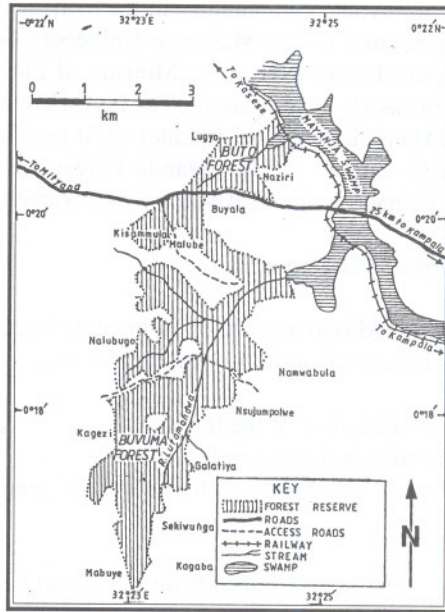 0°22'N 32°23E 32°25 0°22'N
To Kasese
0 1 2 3
km
MAYANJA SWAMP
Lugyo
BUTO
FOREST
Naziri
To Mityana
Buyala
0°20' 0°20
25 km to Kampala
Kisammula
Malube
To Kampala
Nalubugo
Namwabula
Nsujumpolwe
0°18' 0°18'
Kagezi
BUVUMA
FOREST
R. Lufamandwa
Galatiya
Sekiwunga
Mabuye
Kagaba
KEY
FOREST RESERVE
ROADS
ACCESS ROADS
RAILWAY
STREAM
SWAMP
N
32°23'E 32°25'